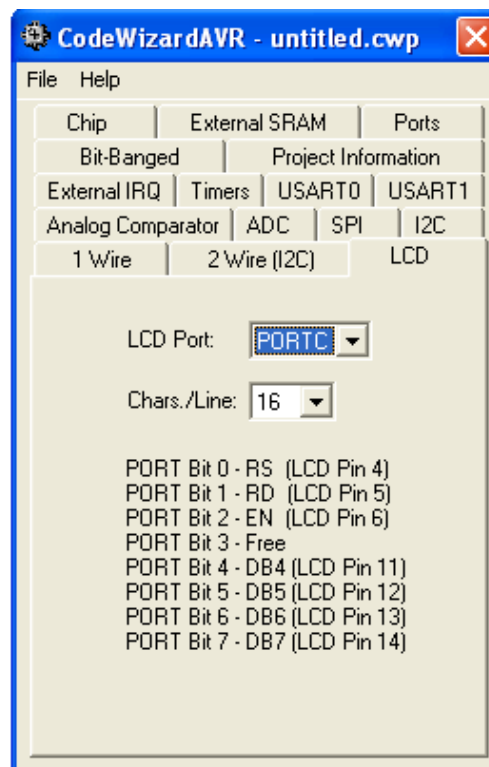 CodeWizardAVR - untitled.cwp
File Help
Chip External SRAM Ports
Bit-Banged Project Information
External IRQ Timers USART0 USART1
Analog Comparator ADC SPI I2C
1 Wire 2 Wire (I2C) LCD
LCD Port: PORTC
Chars./Line: 16
PORT Bit 0 - RS (LCD Pin 4)
PORT Bit 1 - RD (LCD Pin 5)
PORT Bit 2 - EN (LCD Pin 6)
PORT Bit 3 - Free
PORT Bit 4 - DB4 (LCD Pin 11)
PORT Bit 5 - DB5 (LCD Pin 12)
PORT Bit 6 - DB6 (LCD Pin 13)
PORT Bit 7 - DB7 (LCD Pin 14)